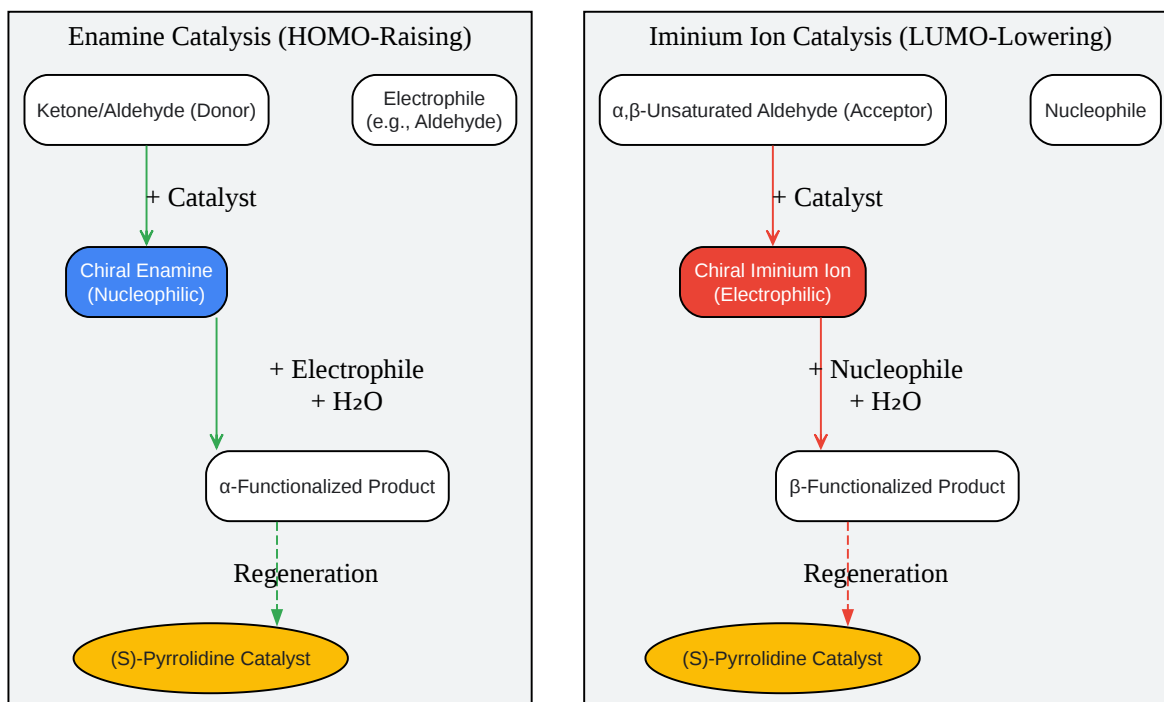 Enamine Catalysis (HOMO-Raising)
Ketone/Aldehyde (Donor)
Electrophile
(e.g., Aldehyde)
+ Catalyst
Chiral Enamine
(Nucleophilic)
+ Electrophile
+ H₂O
α-Functionalized Product
Regeneration
(S)-Pyrrolidine Catalyst
Iminium Ion Catalysis (LUMO-Lowering)
α,β-Unsaturated Aldehyde (Acceptor)
Nucleophile
+ Catalyst
Chiral Iminium Ion
(Electrophilic)
+ Nucleophile
+ H₂O
β-Functionalized Product
Regeneration
(S)-Pyrrolidine Catalyst